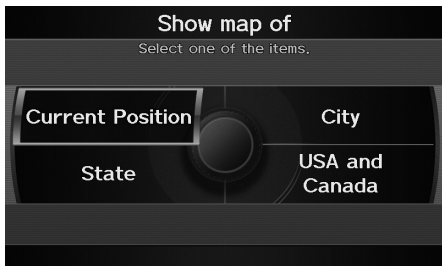 Show map of
Select one of the items.
Current Position
City
State
USA and
Canada